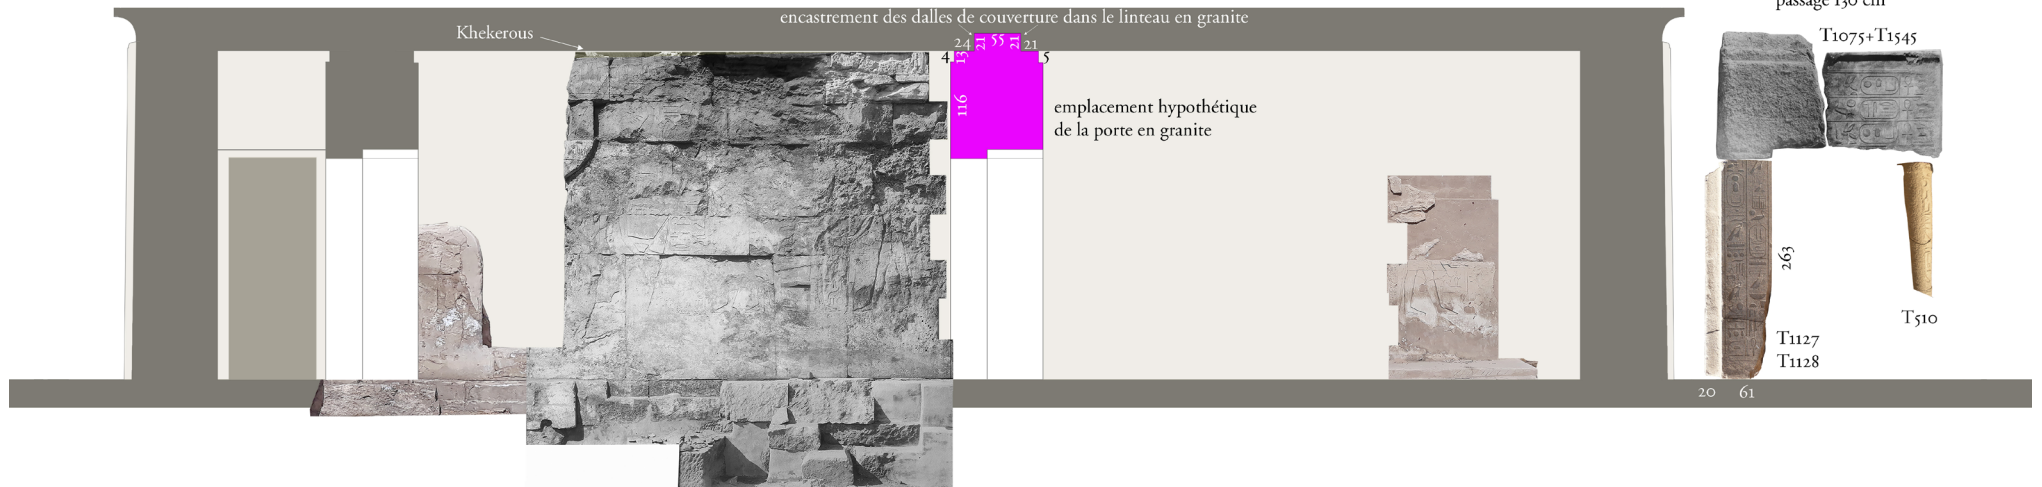 encastrement des dalles de couverture dans le linteau en granite
passage 130 cm
Khekerous
T1075+T1545
24 21 55 21 21
4 13 5
116
emplacement hypothétique
de la porte en granite
263
T510
T1127
T1128
20 61